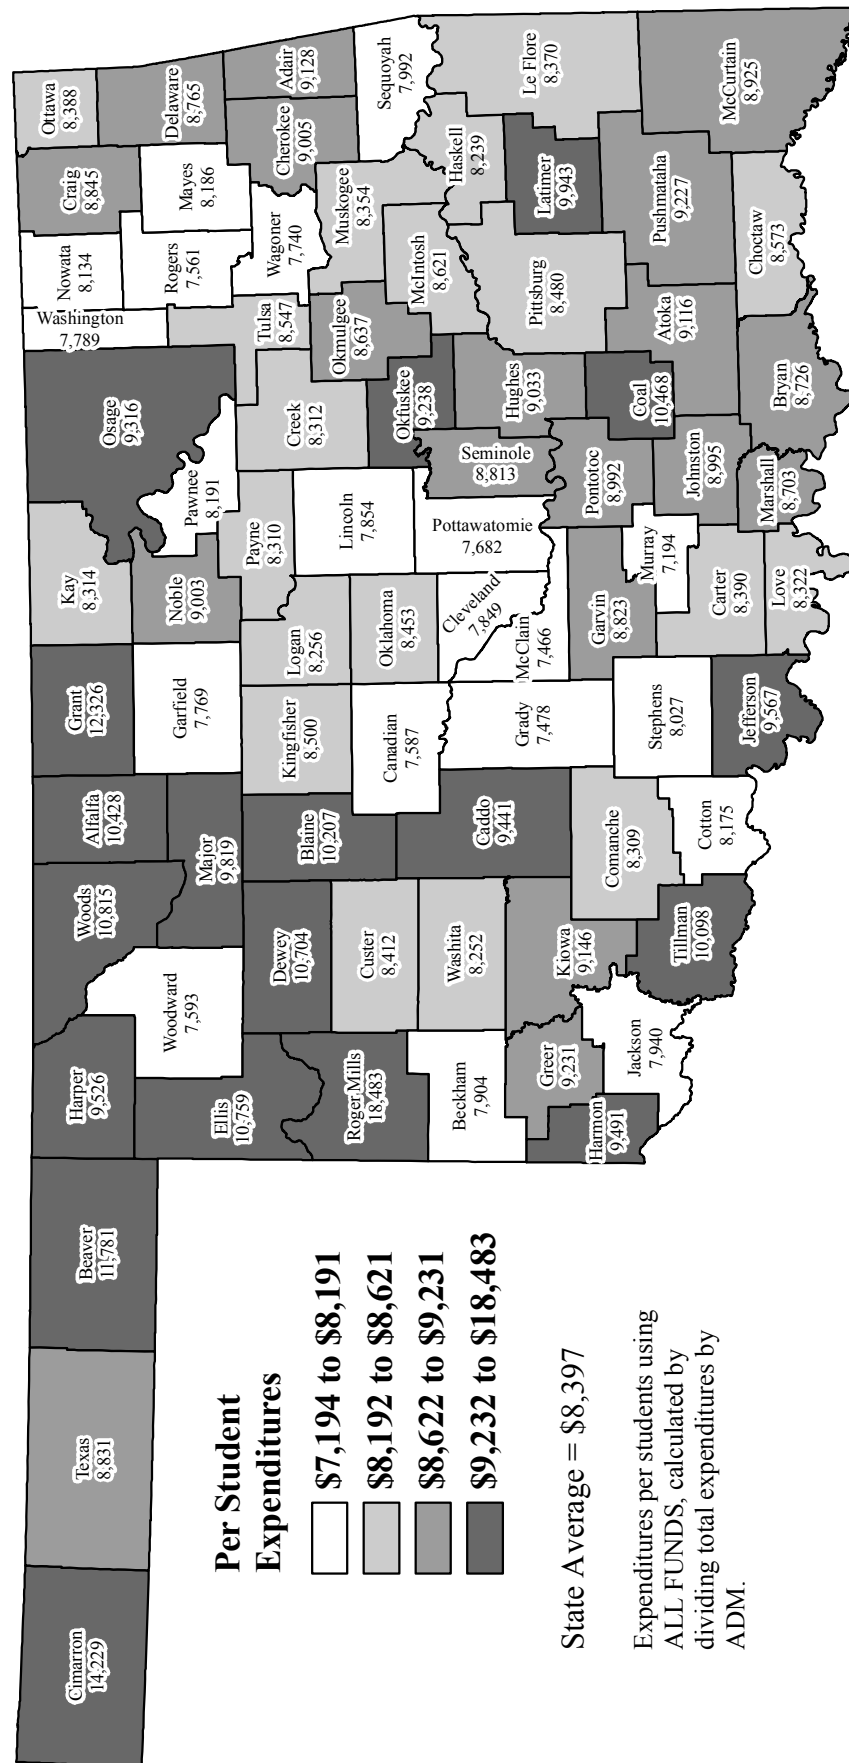 Cimarron
14,229
Texas
8,831
Beaver
11,781
Harper
9,526
Woods
10,815
Alfalfa
10,428
Grant
12,326
Kay
8,314
Osage
9,316
Washington
7,789
Nowata
8,134
Craig
8,845
Ottawa
8,388
Ellis
10,759
Woodward
7,593
Major
9,819
Garfield
7,769
Noble
9,003
Pawnee
8,191
Rogers
7,561
Mayes
8,186
Delaware
8,765
Dewey
10,704
Blaine
10,207
Kingfisher
8,500
Logan
8,256
Payne
8,310
Creek
8,312
Tulsa
8,547
Wagoner
7,740
Cherokee
9,005
Adair
9,128
Roger Mills
18,483
Custer
8,412
Canadian
7,587
Oklahoma
8,453
Lincoln
7,854
Okfuskee
9,238
Okmulgee
8,637
Muskogee
8,354
Sequoyah
7,992
Beckham
7,904
Washita
8,252
Caddo
9,441
Grady
7,478
McClain
7,466
Cleveland
7,849
Pottawatomie
7,682
Seminole
8,813
Hughes
9,033
McIntosh
8,621
Haskell
8,239
Le Flore
8,370
Harmon
9,491
Greer
9,231
Kiowa
9,146
Comanche
8,309
Stephens
8,027
Garvin
8,823
Pontotoc
8,992
Coal
10,468
Pittsburg
8,480
Latimer
9,943
Jackson
7,940
Tillman
10,098
Cotton
8,175
Jefferson
9,567
Murray
7,194
Carter
8,390
Johnston
8,995
Atoka
9,116
Pushmataha
9,227
McCurtain
8,925
Love
8,322
Marshall
8,703
Bryan
8,726
Choctaw
8,573
Per Student
Expenditures
$7,194 to $8,191
$8,192 to $8,621
$8,622 to $9,231
$9,232 to $18,483
State Average = $8,397
Expenditures per students using
ALL FUNDS, calculated by
dividing total expenditures by
ADM.